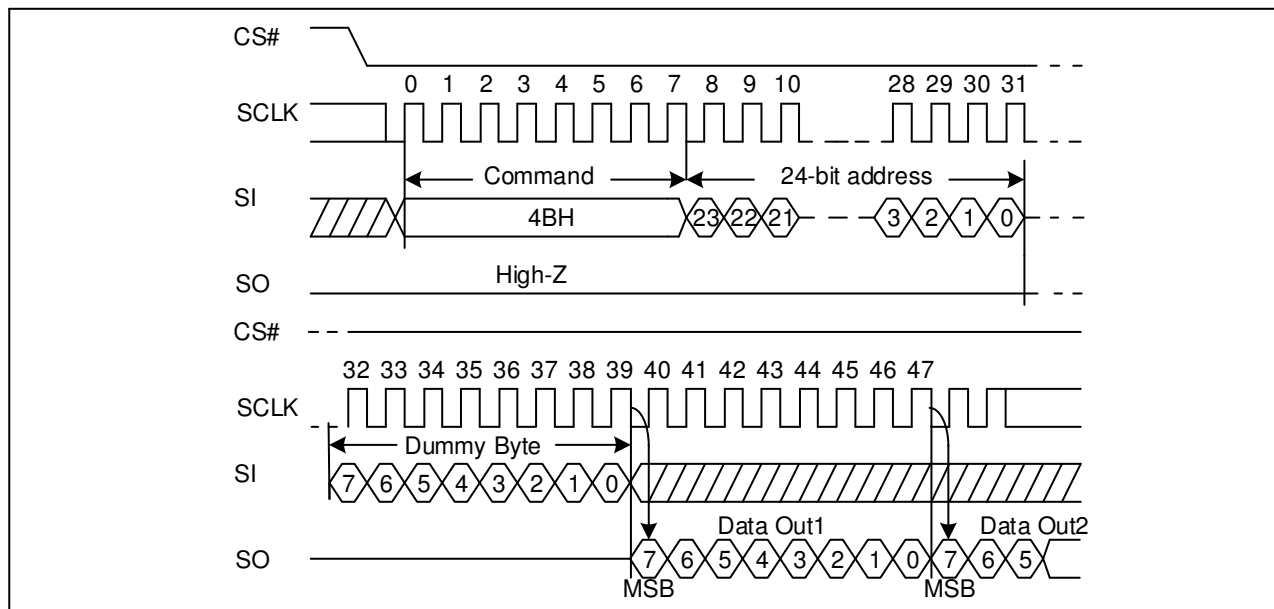 CS#
0 1 2 3 4 5 6 7 8 9 10 28 29 30 31
SCLK
Command 24-bit address
SI
4BH 23 22 21 3 2 1 0
High-Z
SO
CS#
32 33 34 35 36 37 38 39 40 41 42 43 44 45 46 47
SCLK
Dummy Byte
SI
7 6 5 4 3 2 1 0
Data Out1 Data Out2
SO
7 6 5 4 3 2 1 0 7 6 5
MSB MSB